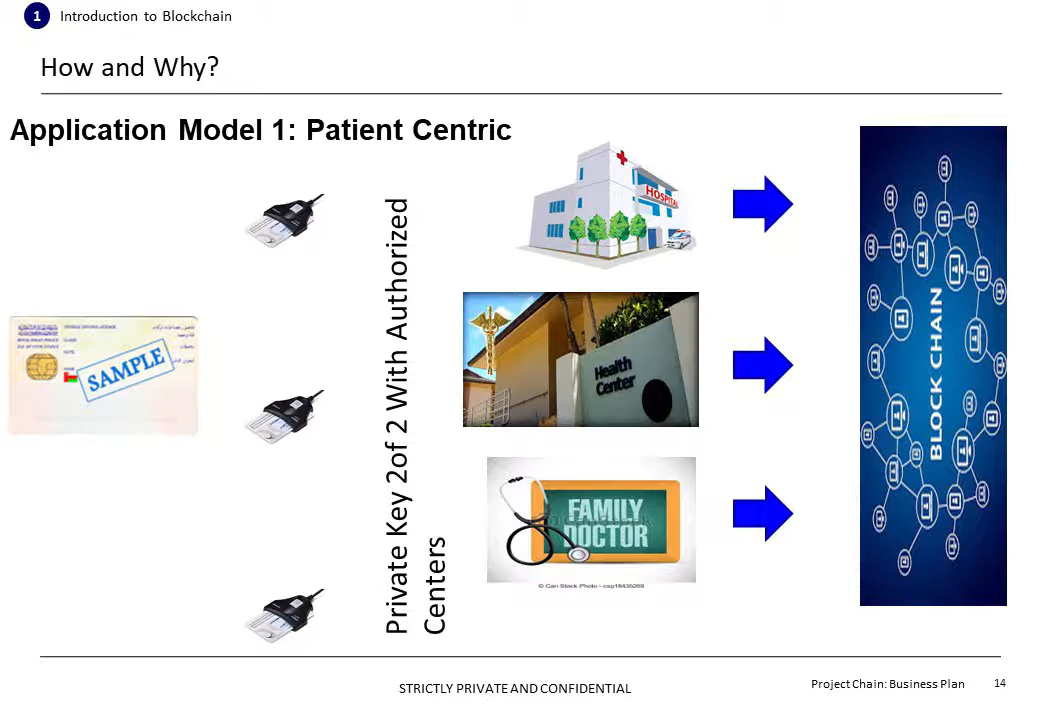 1 Introduction to Blockchain
How and Why?
Application Model 1: Patient Centric
SAMPLE
Private Key 2of 2 With Authorized
Centers
HOSPITAL
Health
Center
FAMILY
DOCTOR
© Can Stock Photo - csp18435269
BLOCK CHAIN
STRICTLY PRIVATE AND CONFIDENTIAL
Project Chain: Business Plan
14